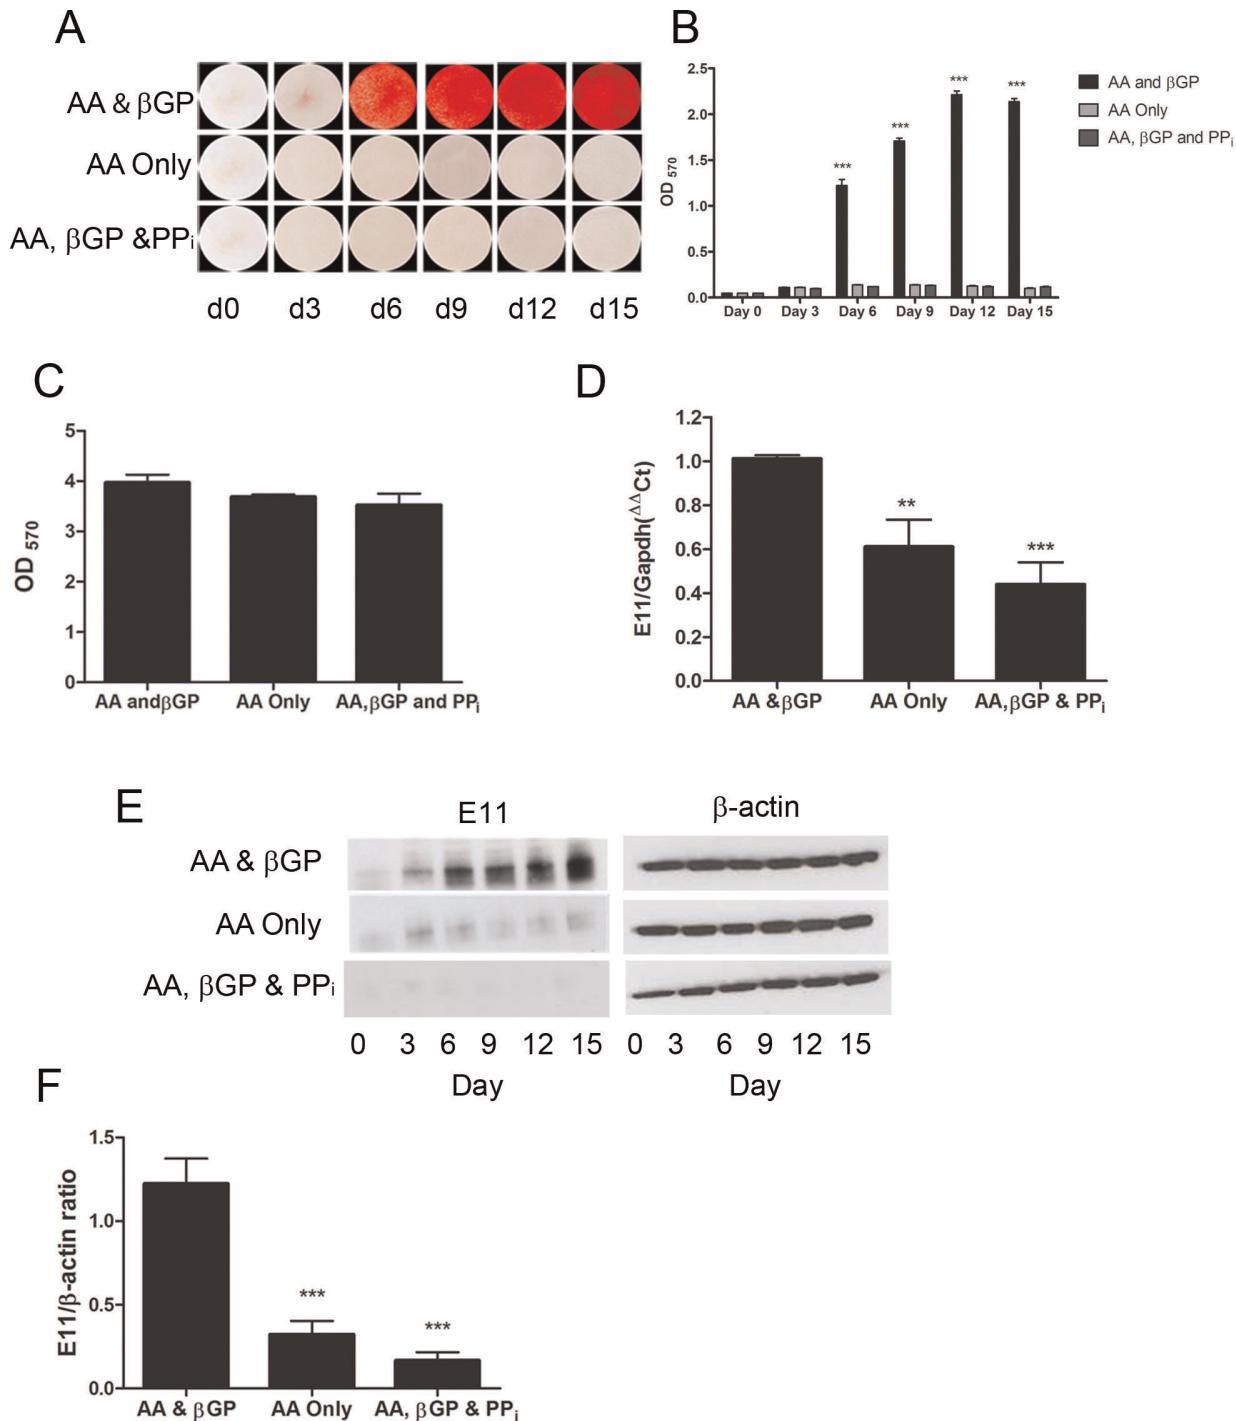 A
AA & βGP
AA Only
AA, βGP &PPi
d0 d3 d6 d9 d12 d15
B
OD 570
2.5
2.0
1.5
1.0
0.5
0.0
***
***
***
***
Day 0 Day 3 Day 6 Day 9 Day 12 Day 15
AA and βGP
AA Only
AA, βGP and PPi
C
OD 570
5
4
3
2
1
0
AA andβGP AA Only AA,βGP and PPi
D
E11/Gapdh(ΔΔCt)
1.2
1.0
0.8
0.6
0.4
0.2
0.0
**
***
AA &βGP AA Only AA,βGP & PPi
E
E11 β-actin
AA & βGP
AA Only
AA, βGP & PPi
0 3 6 9 12 15 0 3 6 9 12 15
Day Day
F
E11/β-actin ratio
1.5
1.0
0.5
0.0
***
***
AA & βGP AA Only AA, βGP & PPi